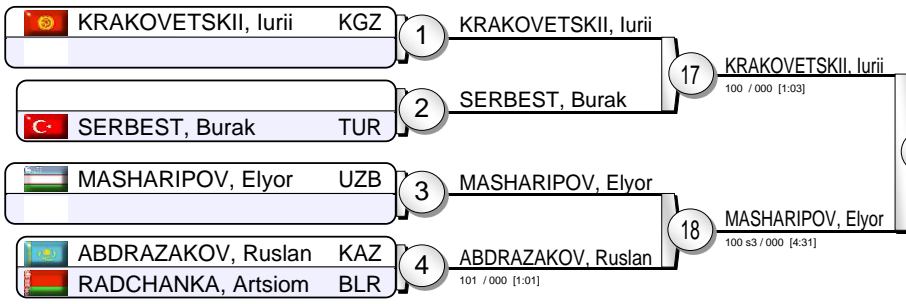 KRAKOVETSKII, Iurii KGZ
1
KRAKOVETSKII, Iurii
17
KRAKOVETSKII, Iurii
100 / 000 [1:03]
2
SERBEST, Burak
SERBEST, Burak TUR
MASHARIPOV, Elyor UZB
3
MASHARIPOV, Elyor
18
MASHARIPOV, Elyor
100 s3 / 000 [4:31]
ABDRAZAKOV, Ruslan KAZ
4
ABDRAZAKOV, Ruslan
101 / 000 [1:01]
RADCHANKA, Artsiom BLR